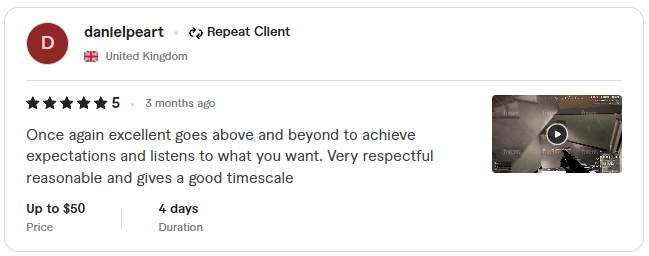 D
danielpeart
Repeat Client
United Kingdom
5
3 months ago
Once again excellent goes above and beyond to achieve
expectations and listens to what you want. Very respectful
reasonable and gives a good timescale
Up to $50
4 days
Price
Duration